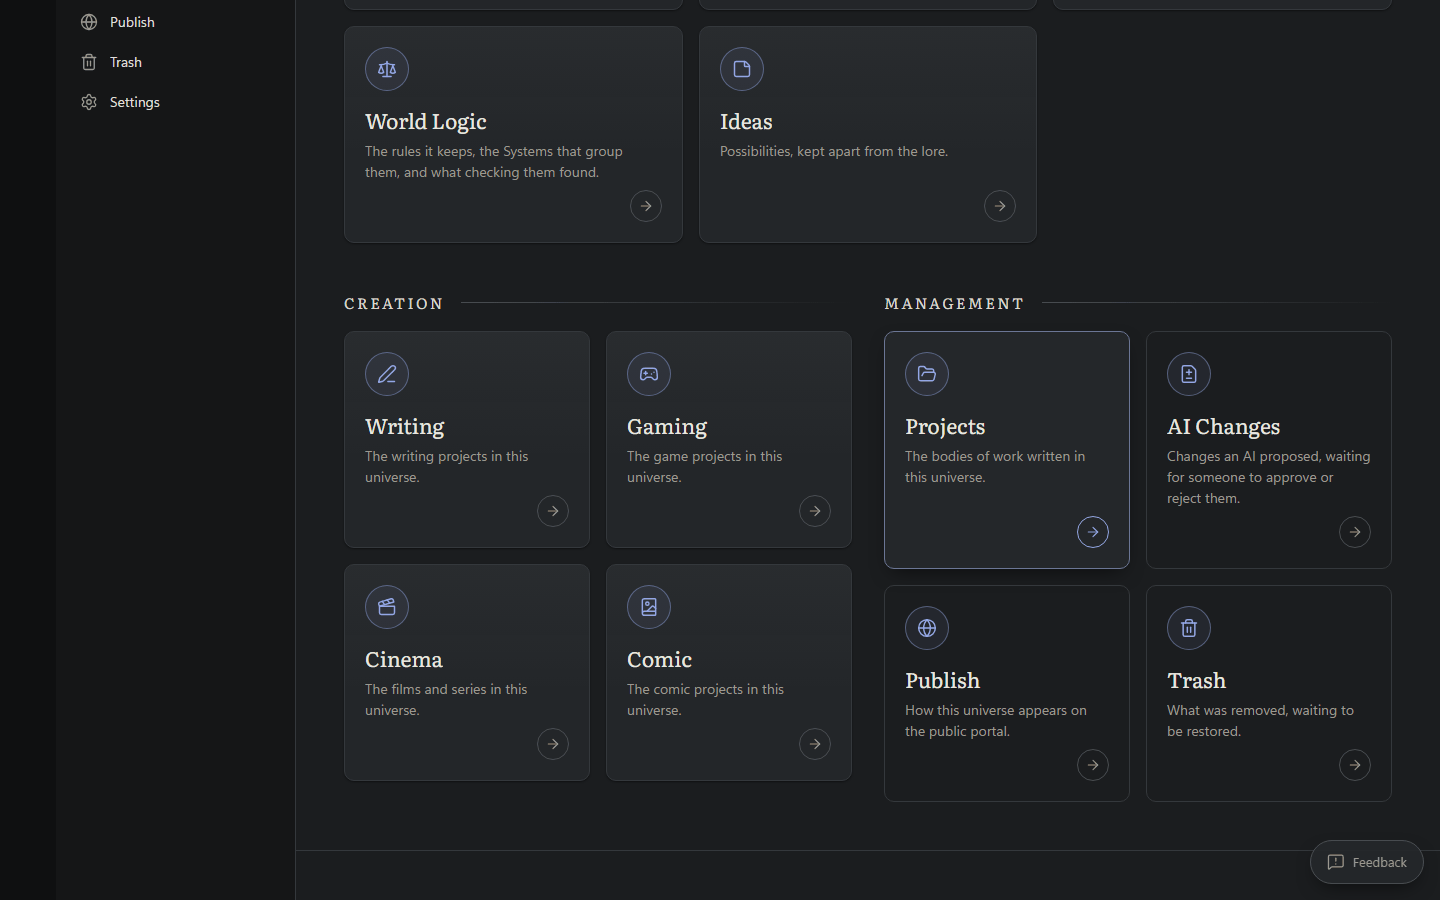 Publish
Trash
Settings
World Logic
The rules it keeps, the Systems that group
them, and what checking them found.
Ideas
Possibilities, kept apart from the lore.
CREATION
Writing
The writing projects in this
universe.
Gaming
The game projects in this
universe.
Cinema
The films and series in this
universe.
Comic
The comic projects in this
universe.
MANAGEMENT
Projects
The bodies of work written in
this universe.
AI Changes
Changes an AI proposed, waiting
for someone to approve or
reject them.
Publish
How this universe appears on
the public portal.
Trash
What was removed, waiting to
be restored.
Feedback